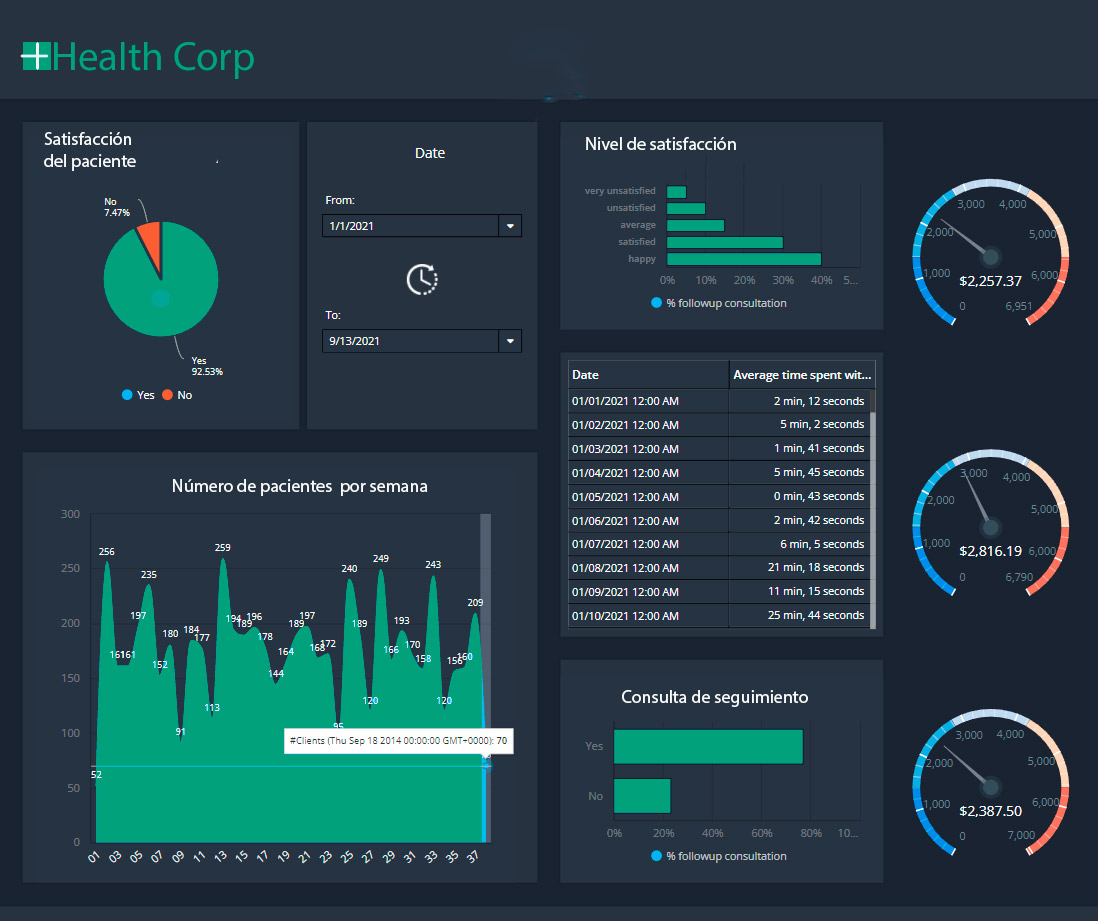 Health Corp
Satisfacción
del paciente
No
7.47%
Yes
92.53%
Yes No
Date
From:
1/1/2021
To:
9/13/2021
Nivel de satisfacción
very unsatisfied
unsatisfied
average
satisfied
happy
0% 10% 20% 30% 40% 5...
% followup consultation
0 1,000 2,000 3,000 4,000 5,000 6,000 6,951
$2,257.37
Date Average time spent wit...
01/01/2021 12:00 AM 2 min, 12 seconds
01/02/2021 12:00 AM 5 min, 2 seconds
01/03/2021 12:00 AM 1 min, 41 seconds
01/04/2021 12:00 AM 5 min, 45 seconds
01/05/2021 12:00 AM 0 min, 43 seconds
01/06/2021 12:00 AM 2 min, 42 seconds
01/07/2021 12:00 AM 6 min, 5 seconds
01/08/2021 12:00 AM 21 min, 18 seconds
01/09/2021 12:00 AM 11 min, 15 seconds
01/10/2021 12:00 AM 25 min, 44 seconds
0 1,000 2,000 3,000 4,000 5,000 6,000 6,790
$2,816.19
Número de pacientes por semana
300
250
200
150
100
50
0
52 256 161 161 197 235 152 180 91 184 177 113 259 194 189 196 178 144 164 189 197 168 172 95 240 189 120 249 166 193 170 158 243 120 156 160 209
#Clients (Thu Sep 18 2014 00:00:00 GMT+0000): 70
01 03 05 07 09 11 13 15 17 19 21 23 25 27 29 31 33 35 37
Consulta de seguimiento
Yes
No
0% 20% 40% 60% 80% 10...
% followup consultation
0 1,000 2,000 3,000 4,000 5,000 6,000 7,000
$2,387.50